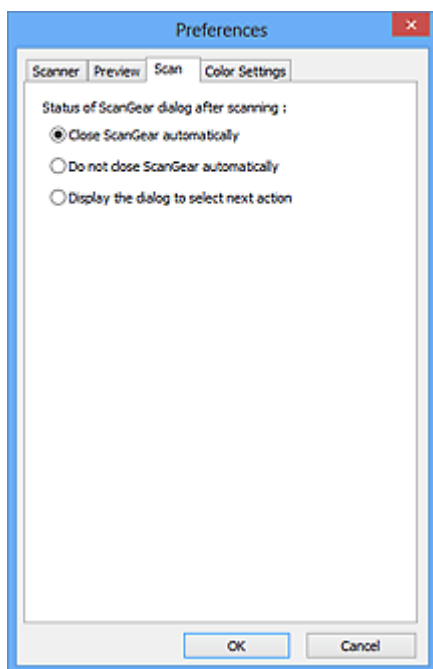 Preferences
Scanner Preview Scan Color Settings
Status of ScanGear dialog after scanning :
Close ScanGear automatically
Do not close ScanGear automatically
Display the dialog to select next action
OK Cancel